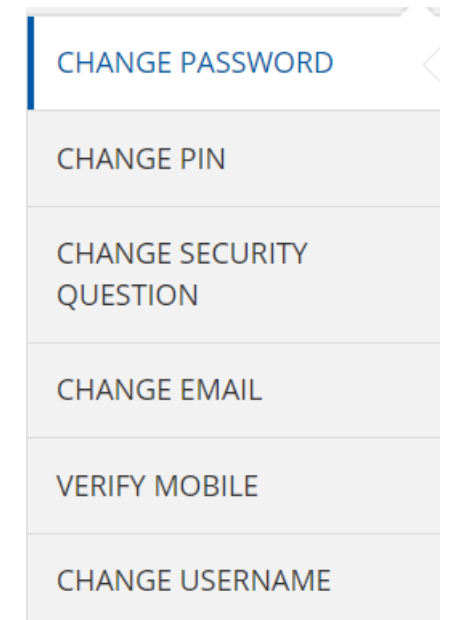 CHANGE PASSWORD
CHANGE PIN
CHANGE SECURITY
QUESTION
CHANGE EMAIL
VERIFY MOBILE
CHANGE USERNAME